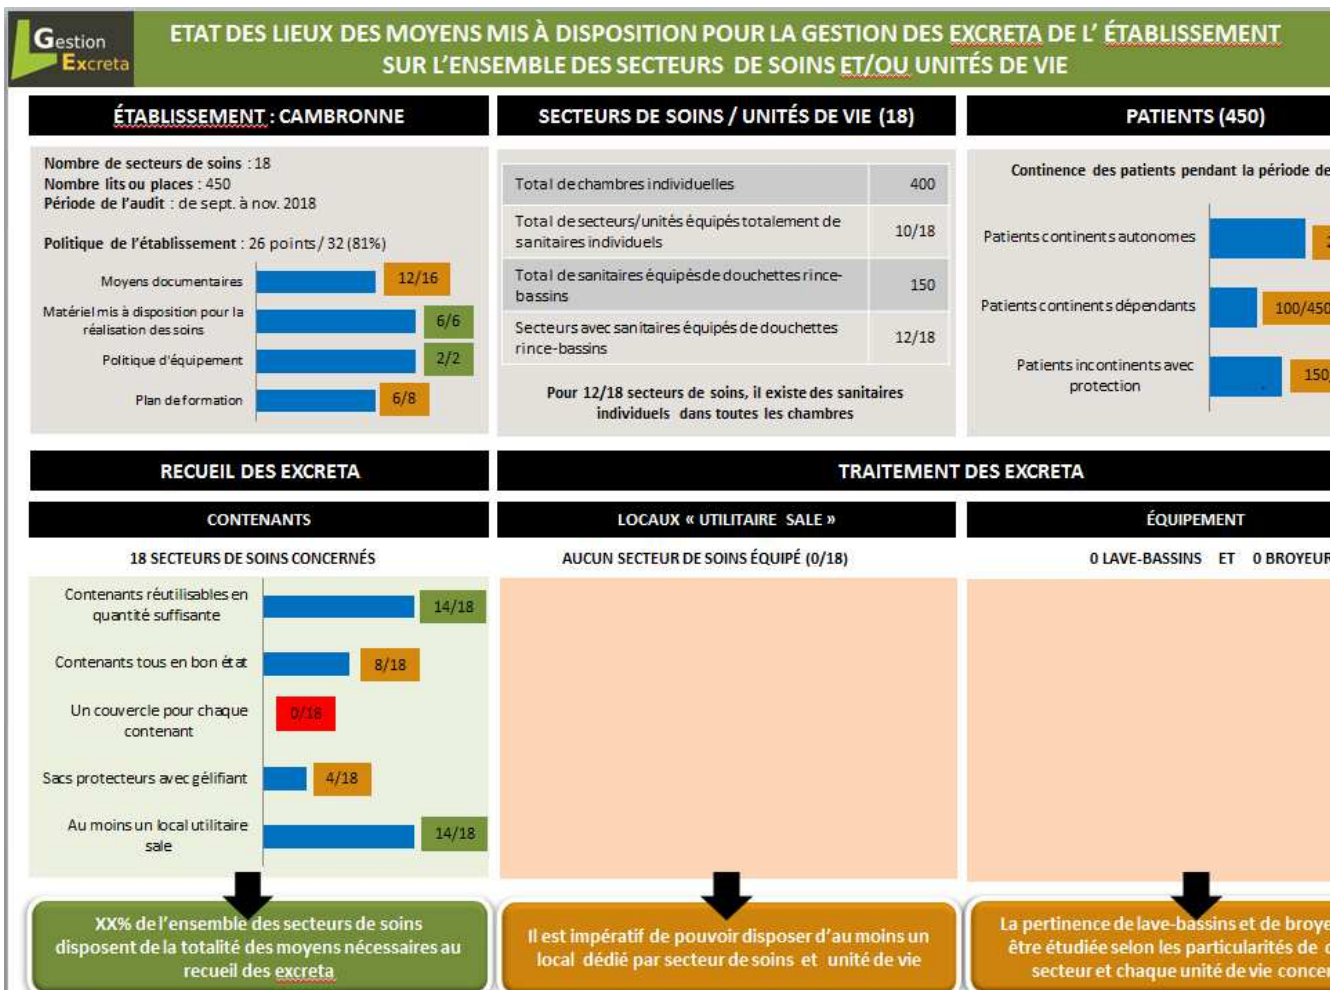 Gestion
Excreta
ETAT DES LIEUX DES MOYENS MIS À DISPOSITION POUR LA GESTION DES EXCRETA DE L' ÉTABLISSEMENT
SUR L'ENSEMBLE DES SECTEURS DE SOINS ET/OU UNITÉS DE VIE
ÉTABLISSEMENT : CAMBRONNE
Nombre de secteurs de soins : 18
Nombre lits ou places : 450
Période de l'audit : de sept. à nov. 2018
Politique de l'établissement : 26 points / 32 (81%)
Moyens documentaires
12/16
Matériel mis à disposition pour la
réalisation des soins
6/6
Politique d'équipement
2/2
Plan de formation
6/8
SECTEURS DE SOINS / UNITÉS DE VIE (18)
Total de chambres individuelles 400
Total de secteurs/unités équipés totalement de
sanitaires individuels
10/18
Total de sanitaires équipés de douchettes rince-
bassins
150
Secteurs avec sanitaires équipés de douchettes
rince-bassins
12/18
Pour 12/18 secteurs de soins, il existe des sanitaires
individuels dans toutes les chambres
PATIENTS (450)
Continence des patients pendant la période de
Patients continents autonomes
Patients continents dépendants
100/450
Patients incontinents avec
protection
150
RECUEIL DES EXCRETA
CONTENANTS
18 SECTEURS DE SOINS CONCERNÉS
Contenants réutilisables en
quantité suffisante
14/18
Contenants tous en bon état
8/18
Un couvercle pour chaque
contenant
0/18
Sacs protecteurs avec gélifiant
4/18
Au moins un local utilitaire
sale
14/18
XX% de l'ensemble des secteurs de soins
disposent de la totalité des moyens nécessaires au
recueil des excreta
TRAITEMENT DES EXCRETA
LOCAUX « UTILITAIRE SALE »
AUCUN SECTEUR DE SOINS ÉQUIPÉ (0/18)
Il est impératif de pouvoir disposer d'au moins un
local dédié par secteur de soins et unité de vie
ÉQUIPEMENT
0 LAVE-BASSINS ET 0 BROYEUR
La pertinence de lave-bassins et de broye
être étudiée selon les particularités de
secteur et chaque unité de vie concer